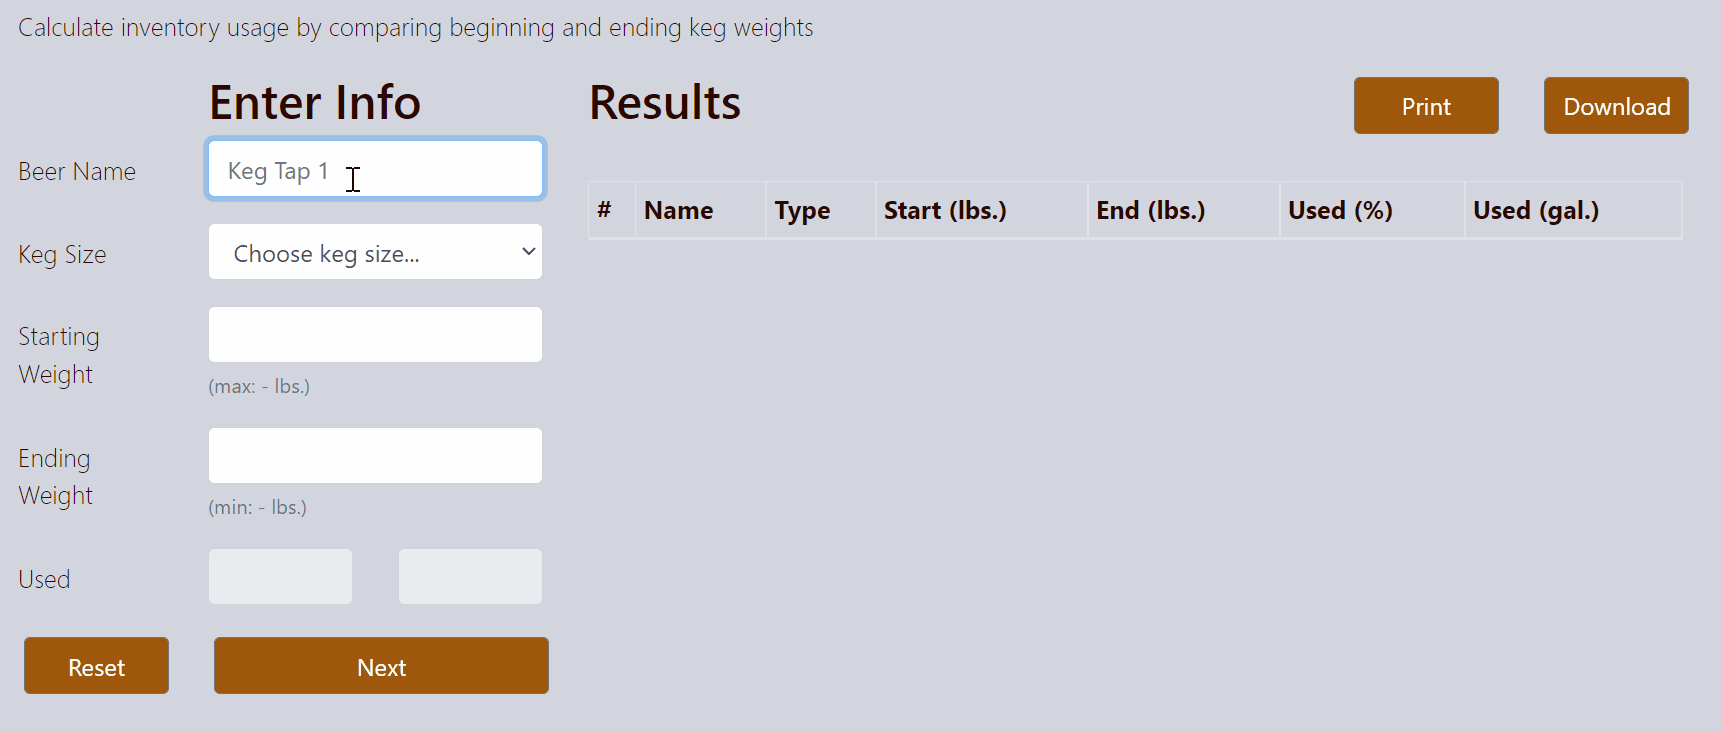 Calculate inventory usage by comparing beginning and ending keg weights
Enter Info
Results
Print
Download
Beer Name
Keg Tap 1
# Name Type Start (lbs.) End (lbs.) Used (%) Used (gal.)
Keg Size
Choose keg size...
Starting
Weight
(max: - lbs.)
Ending
Weight
(min: - lbs.)
Used
Reset
Next